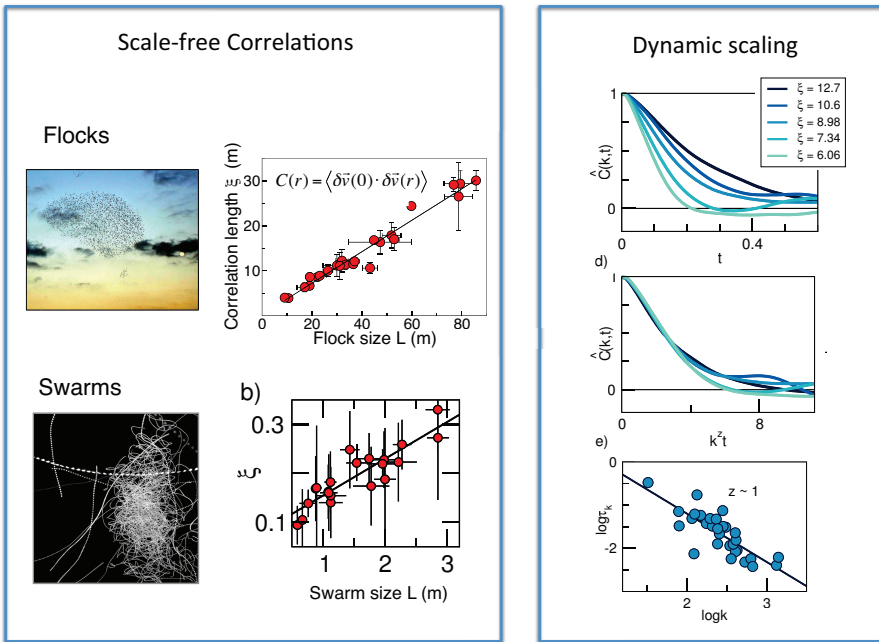 Scale-free Correlations
Flocks
Correlation length ξ (m)
C(r) = ⟨δv⃗(0) · δv⃗(r)⟩
30
20
10
0 20 40 60 80
Flock size L (m)
Swarms
b)
ξ
0.3
0.1
1 2 3
Swarm size L (m)
Dynamic scaling
ξ = 12.7
ξ = 10.6
ξ = 8.98
ξ = 7.34
ξ = 6.06
Ĉ(k,t)
1
0
0 0.4
t
d)
Ĉ(k,t)
1
0
0 8
k^z t
e)
logτ_k
0
-2
z ~ 1
2 3
logk